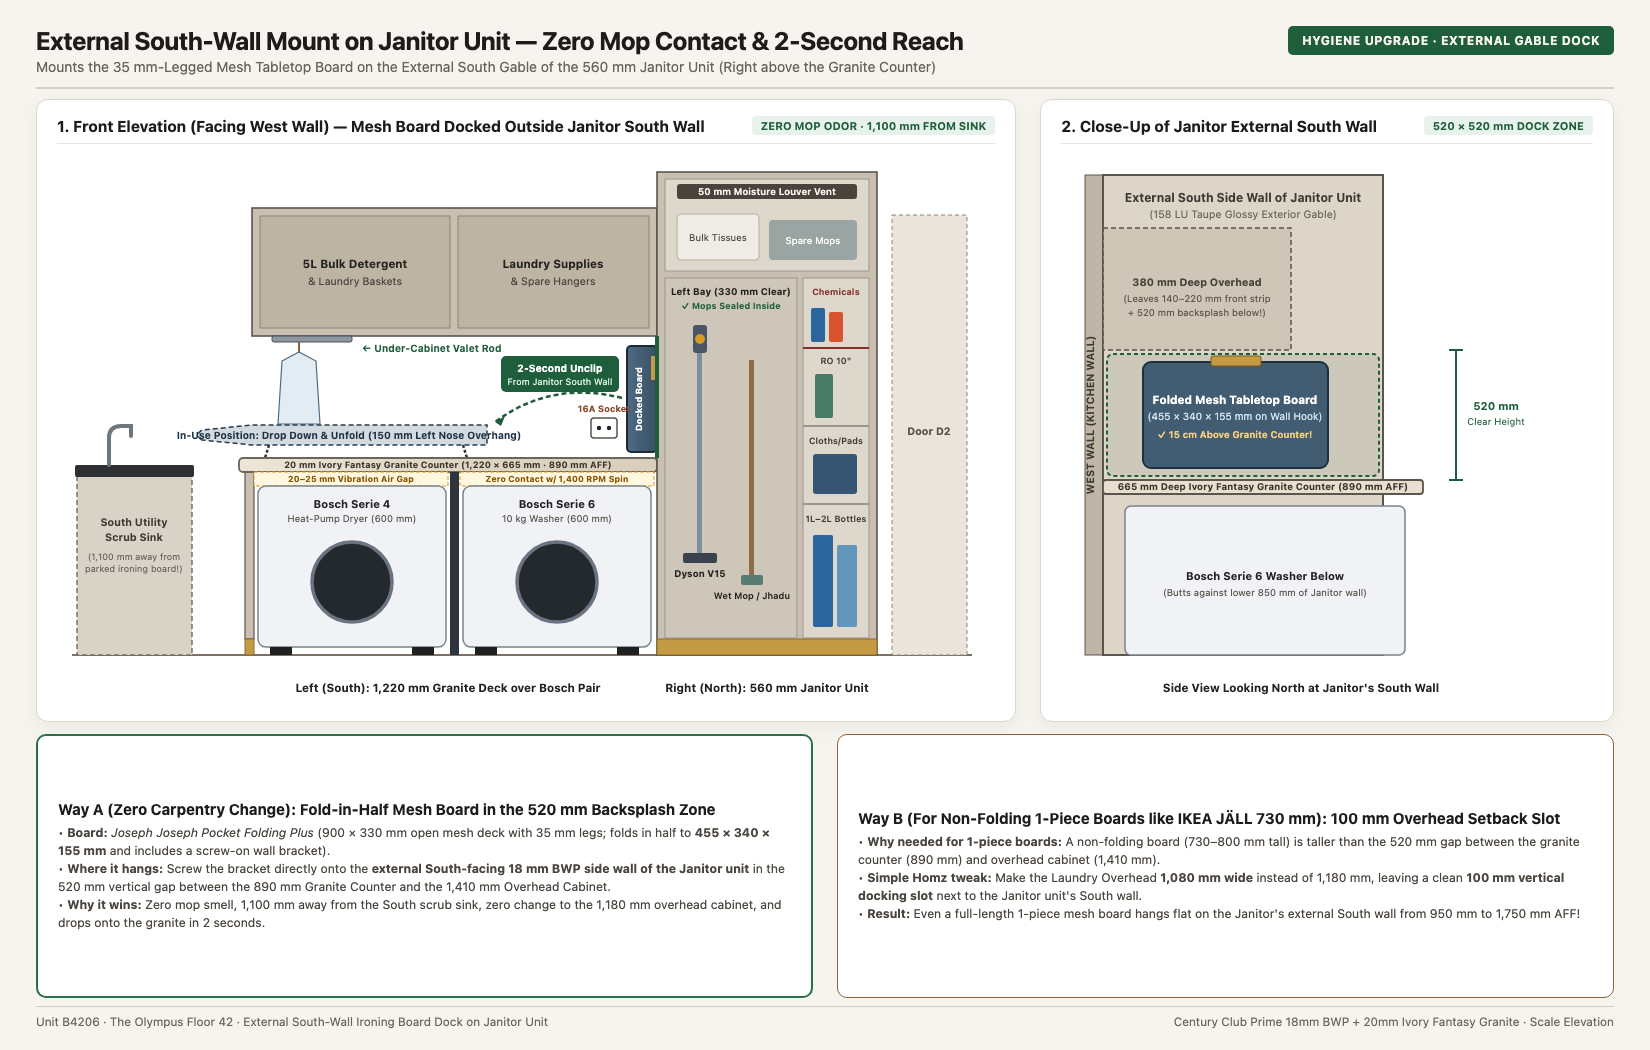 External South-Wall Mount on Janitor Unit — Zero Mop Contact & 2-Second Reach
Mounts the 35 mm-Legged Mesh Tabletop Board on the External South Gable of the 560 mm Janitor Unit (Right above the Granite Counter)
HYGIENE UPGRADE · EXTERNAL GABLE DOCK
1. Front Elevation (Facing West Wall) — Mesh Board Docked Outside Janitor South Wall
ZERO MOP ODOR · 1,100 mm FROM SINK
50 mm Moisture Louver Vent
Bulk Tissues
Spare Mops
5L Bulk Detergent
& Laundry Baskets
Laundry Supplies
& Spare Hangers
Left Bay (330 mm Clear)
✓ Mops Sealed Inside
Chemicals
← Under-Cabinet Valet Rod
2-Second Unclip
From Janitor South Wall
Docked Board
RO 10"
16A Socke
In-Use Position: Drop Down & Unfold (150 mm Left Nose Overhang)
Door D2
Cloths/Pads
20 mm Ivory Fantasy Granite Counter (1,220 × 665 mm · 890 mm AFF)
20–25 mm Vibration Air Gap
Zero Contact w/ 1,400 RPM Spin
Bosch Serie 4
Heat-Pump Dryer (600 mm)
Bosch Serie 6
10 kg Washer (600 mm)
South Utility
Scrub Sink
(1,100 mm away from
parked ironing board!)
1L–2L Bottles
Dyson V15
Wet Mop / Jhadu
Left (South): 1,220 mm Granite Deck over Bosch Pair
Right (North): 560 mm Janitor Unit
2. Close-Up of Janitor External South Wall
520 × 520 mm DOCK ZONE
External South Side Wall of Janitor Unit
(158 LU Taupe Glossy Exterior Gable)
380 mm Deep Overhead
(Leaves 140–220 mm front strip
+ 520 mm backsplash below!)
WEST WALL (KITCHEN WALL)
Folded Mesh Tabletop Board
(455 × 340 × 155 mm on Wall Hook)
✓ 15 cm Above Granite Counter!
520 mm
Clear Height
665 mm Deep Ivory Fantasy Granite Counter (890 mm AFF)
Bosch Serie 6 Washer Below
(Butts against lower 850 mm of Janitor wall)
Side View Looking North at Janitor's South Wall
Way A (Zero Carpentry Change): Fold-in-Half Mesh Board in the 520 mm Backsplash Zone
• Board: Joseph Joseph Pocket Folding Plus (900 × 330 mm open mesh deck with 35 mm legs; folds in half to 455 × 340 ×
155 mm and includes a screw-on wall bracket).
• Where it hangs: Screw the bracket directly onto the external South-facing 18 mm BWP side wall of the Janitor unit in the
520 mm vertical gap between the 890 mm Granite Counter and the 1,410 mm Overhead Cabinet.
• Why it wins: Zero mop smell, 1,100 mm away from the South scrub sink, zero change to the 1,180 mm overhead cabinet, and
drops onto the granite in 2 seconds.
Way B (For Non-Folding 1-Piece Boards like IKEA JÄLL 730 mm): 100 mm Overhead Setback Slot
• Why needed for 1-piece boards: A non-folding board (730–800 mm tall) is taller than the 520 mm gap between the granite
counter (890 mm) and overhead cabinet (1,410 mm).
• Simple Homz tweak: Make the Laundry Overhead 1,080 mm wide instead of 1,180 mm, leaving a clean 100 mm vertical
docking slot next to the Janitor unit's South wall.
• Result: Even a full-length 1-piece mesh board hangs flat on the Janitor's external South wall from 950 mm to 1,750 mm AFF!
Unit B4206 · The Olympus Floor 42 · External South-Wall Ironing Board Dock on Janitor Unit
Century Club Prime 18mm BWP + 20mm Ivory Fantasy Granite · Scale Elevation